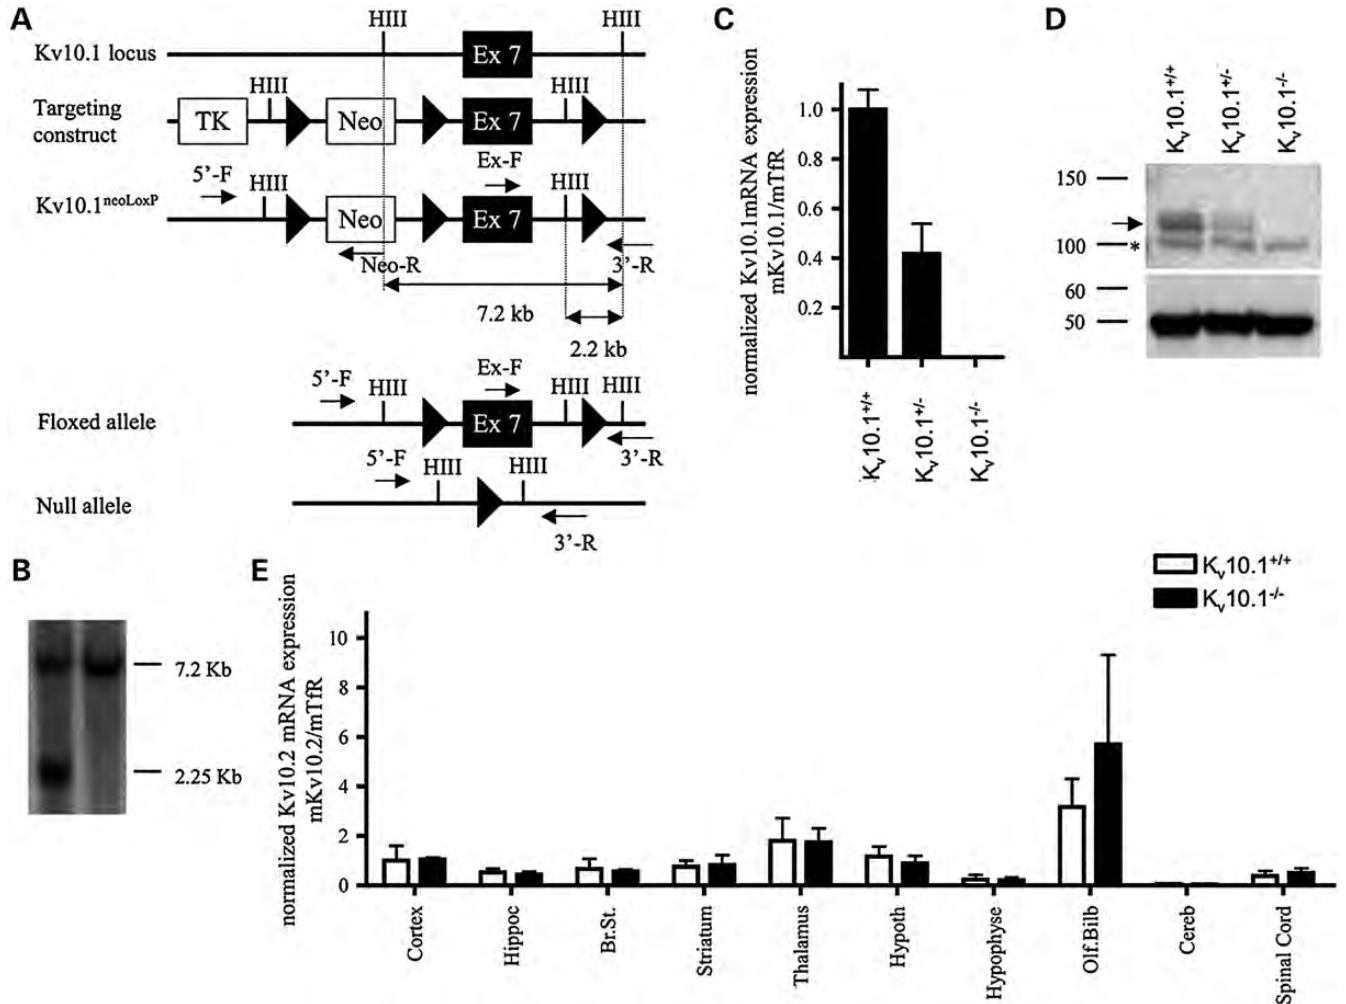 A
HIII HIII
Kv10.1 locus Ex 7
HIII HIII
Targeting
construct TK Neo Ex 7
5'-F HIII Ex-F HIII
Kv10.1neoLoxP Neo Ex 7
Neo-R 3'-R
7.2 kb
2.2 kb
5'-F HIII Ex-F HIII HIII
Floxed allele Ex 7
3'-R
5'-F HIII HIII
Null allele
3'-R
B
7.2 Kb
2.25 Kb
C
normalized Kv10.1mRNA expression
mKv10.1/mTfR
1.0
0.8
0.6
0.4
0.2
Kv10.1+/+
Kv10.1+/-
Kv10.1-/-
D
Kv10.1+/+
Kv10.1+/-
Kv10.1-/-
150
100 *
60
50
E
Kv10.1+/+
Kv10.1-/-
normalized Kv10.2 mRNA expression
mKv10.2/mTfR
10
8
6
4
2
0
Cortex
Hippoc
Br.St.
Striatum
Thalamus
Hypoth
Hypophyse
Olf.Bilb
Cereb
Spinal Cord